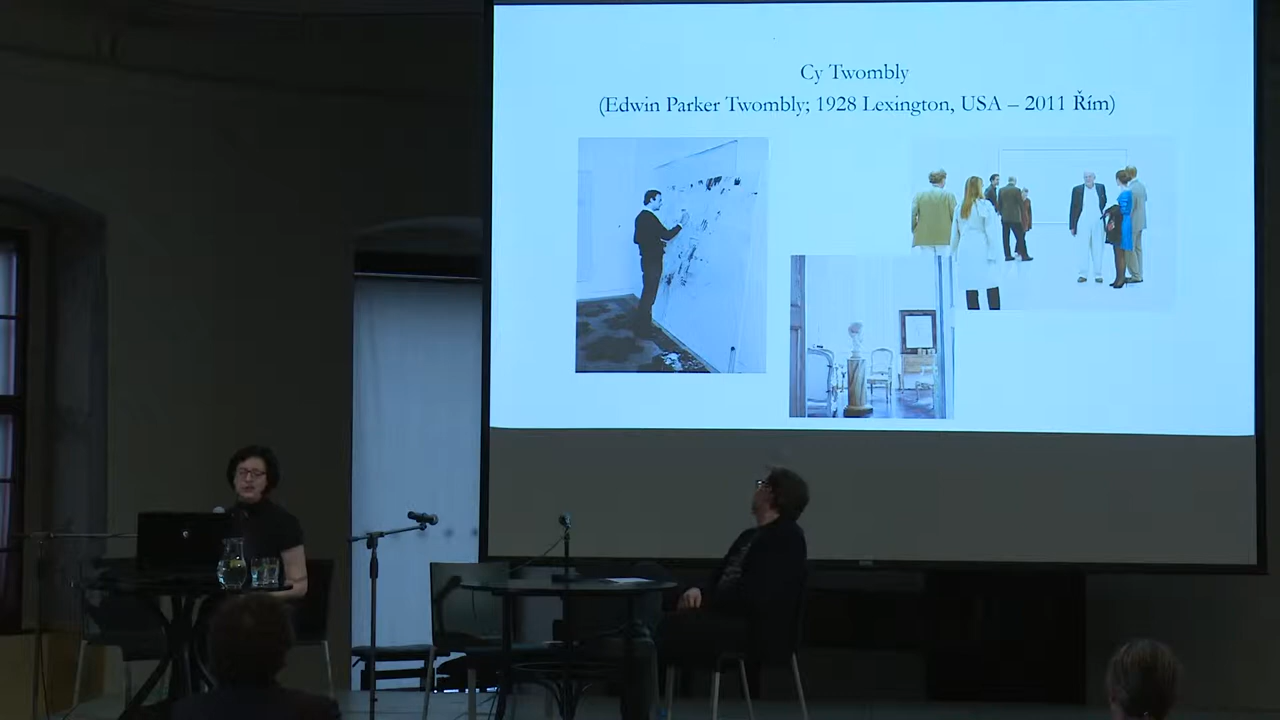 Cy Twombly
(Edwin Parker Twombly; 1928 Lexington, USA – 2011 Řím)